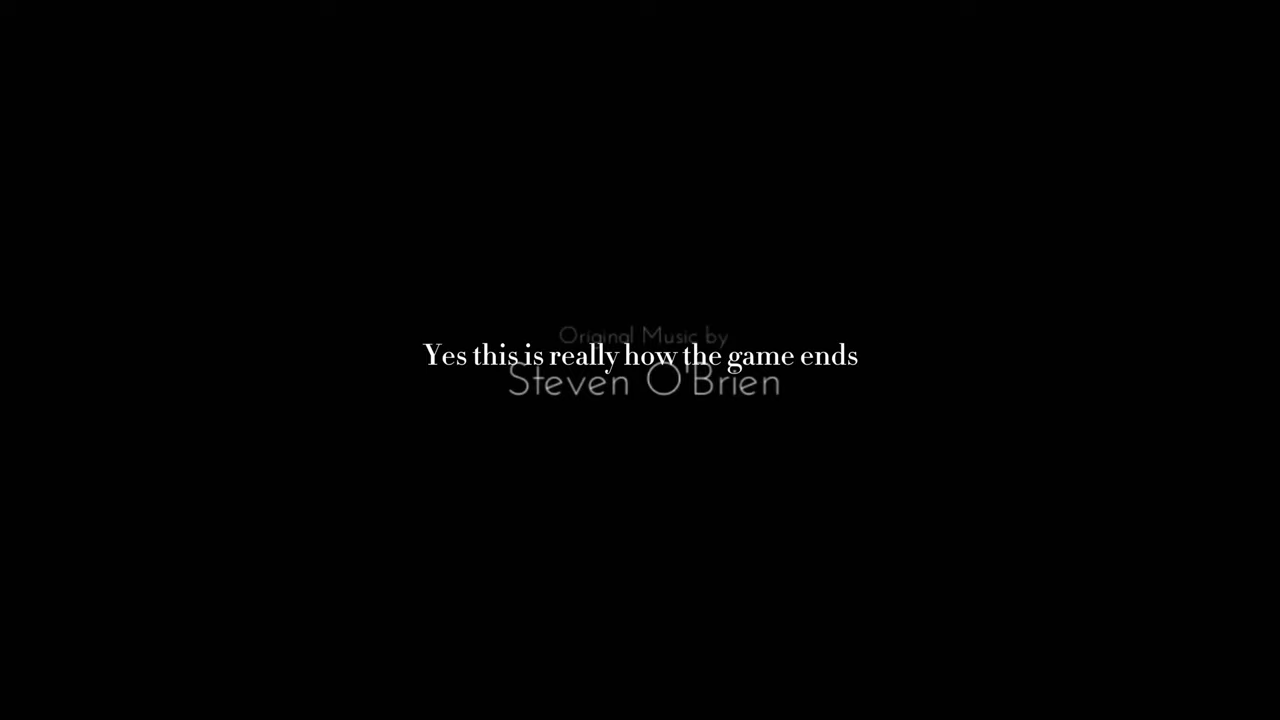 Original Music by
Yes this is really how the game ends
Steven O'Brien